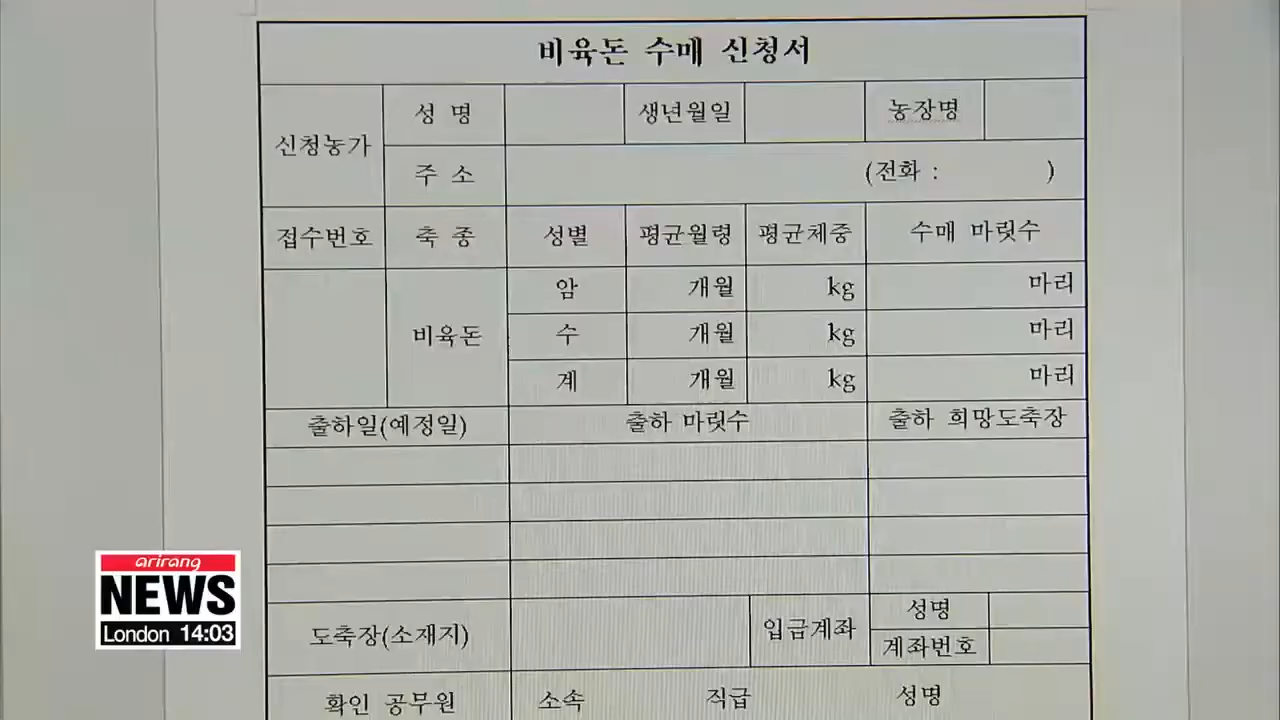 비육돈 수매 신청서
신청농가 성 명 생년월일 농장명
주 소 (전화 : )
접수번호 축 종 성별 평균월령 평균체중 수매 마릿수
비육돈 암 개월 kg 마리
수 개월 kg 마리
계 개월 kg 마리
출하일(예정일) 출하 마릿수 출하 희망도축장
도축장(소재지) 입금계좌 성명
계좌번호
확인 공무원 소속 직급 성명
arirang
NEWS
London 14:03